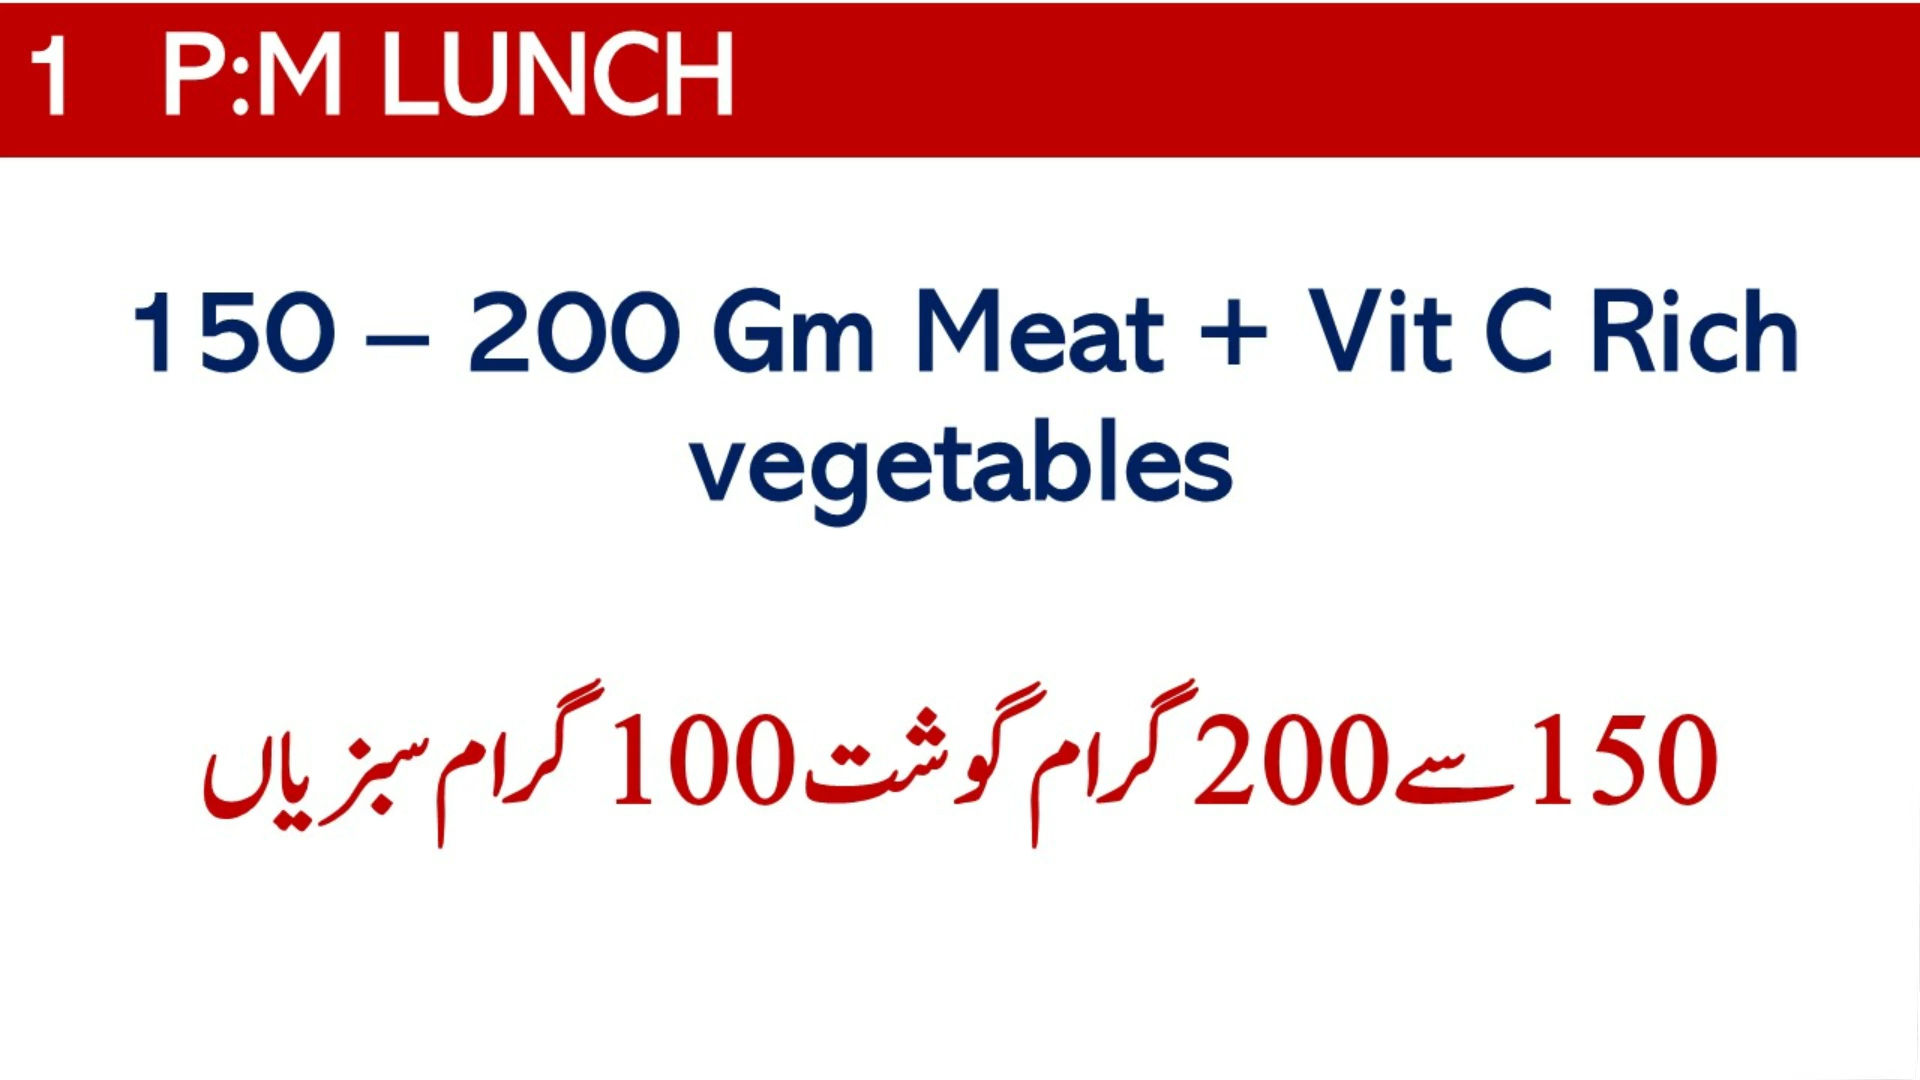 1 P:M LUNCH
150 – 200 Gm Meat + Vit C Rich
vegetables
150 سے 200 گرام گوشت 100 گرام سبزیاں